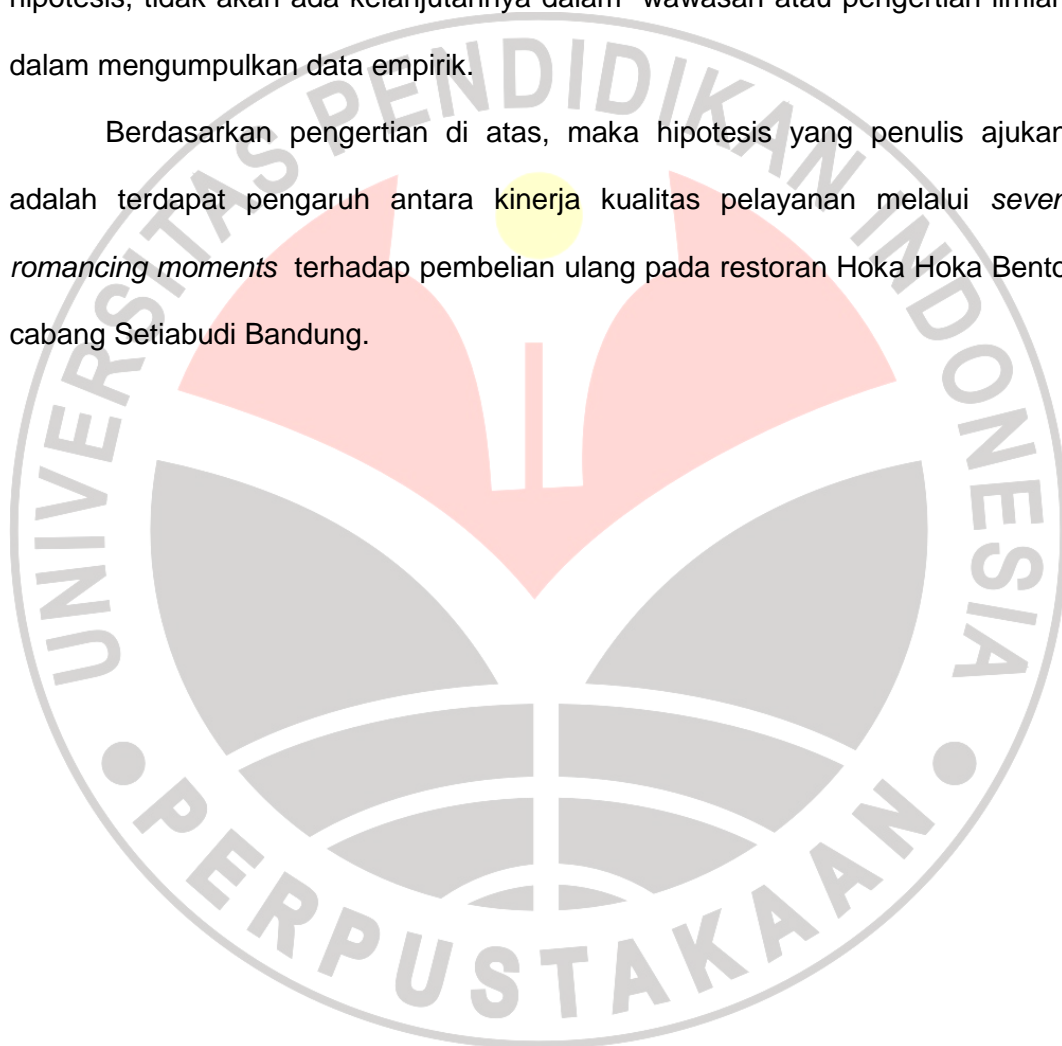 hipotesis, tidak akan ada kelanjutannya dalam wawasan atau pengertian ilmiah
dalam mengumpulkan data empirik.
Berdasarkan pengertian di atas, maka hipotesis yang penulis ajukan
adalah terdapat pengaruh antara kinerja kualitas pelayanan melalui seven
romancing moments terhadap pembelian ulang pada restoran Hoka Hoka Bento
cabang Setiabudi Bandung.
UNIVERSITAS PENDIDIKAN INDONESIA
PERPUSTAKAAN